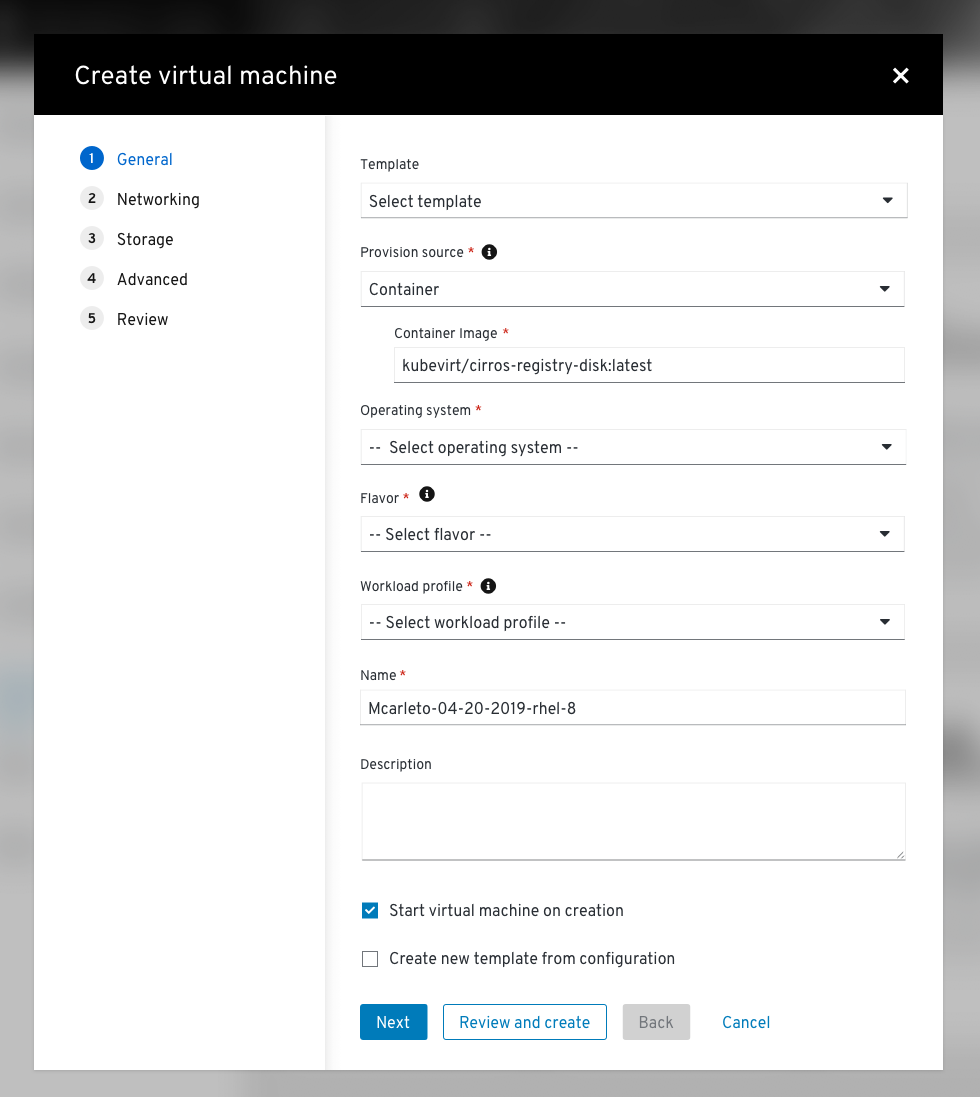 Create virtual machine
1 General
2 Networking
3 Storage
4 Advanced
5 Review
Template
Select template
Provision source *
Container
Container Image *
kubevirt/cirros-registry-disk:latest
Operating system *
-- Select operating system --
Flavor *
-- Select flavor --
Workload profile *
-- Select workload profile --
Name *
Mcarleto-04-20-2019-rhel-8
Description
Start virtual machine on creation
Create new template from configuration
Next Review and create Back Cancel